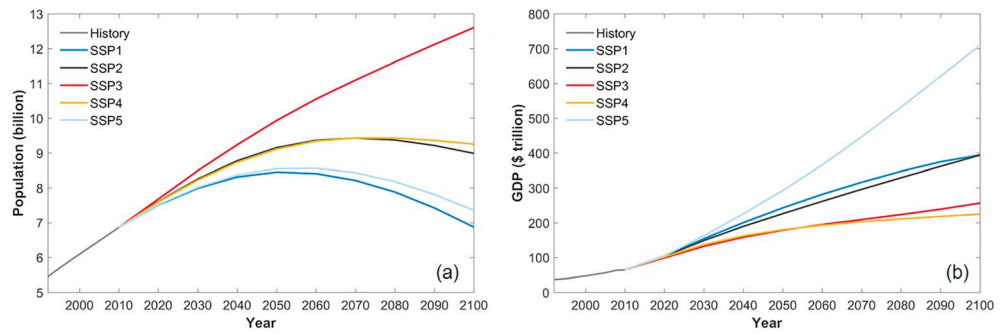 13
12
11
10
9
8
7
6
5
Population (billion)
History
SSP1
SSP2
SSP3
SSP4
SSP5
(a)
2000 2010 2020 2030 2040 2050 2060 2070 2080 2090 2100
Year
800
700
600
500
400
300
200
100
0
GDP ($ trillion)
History
SSP1
SSP2
SSP3
SSP4
SSP5
(b)
2000 2010 2020 2030 2040 2050 2060 2070 2080 2090 2100
Year